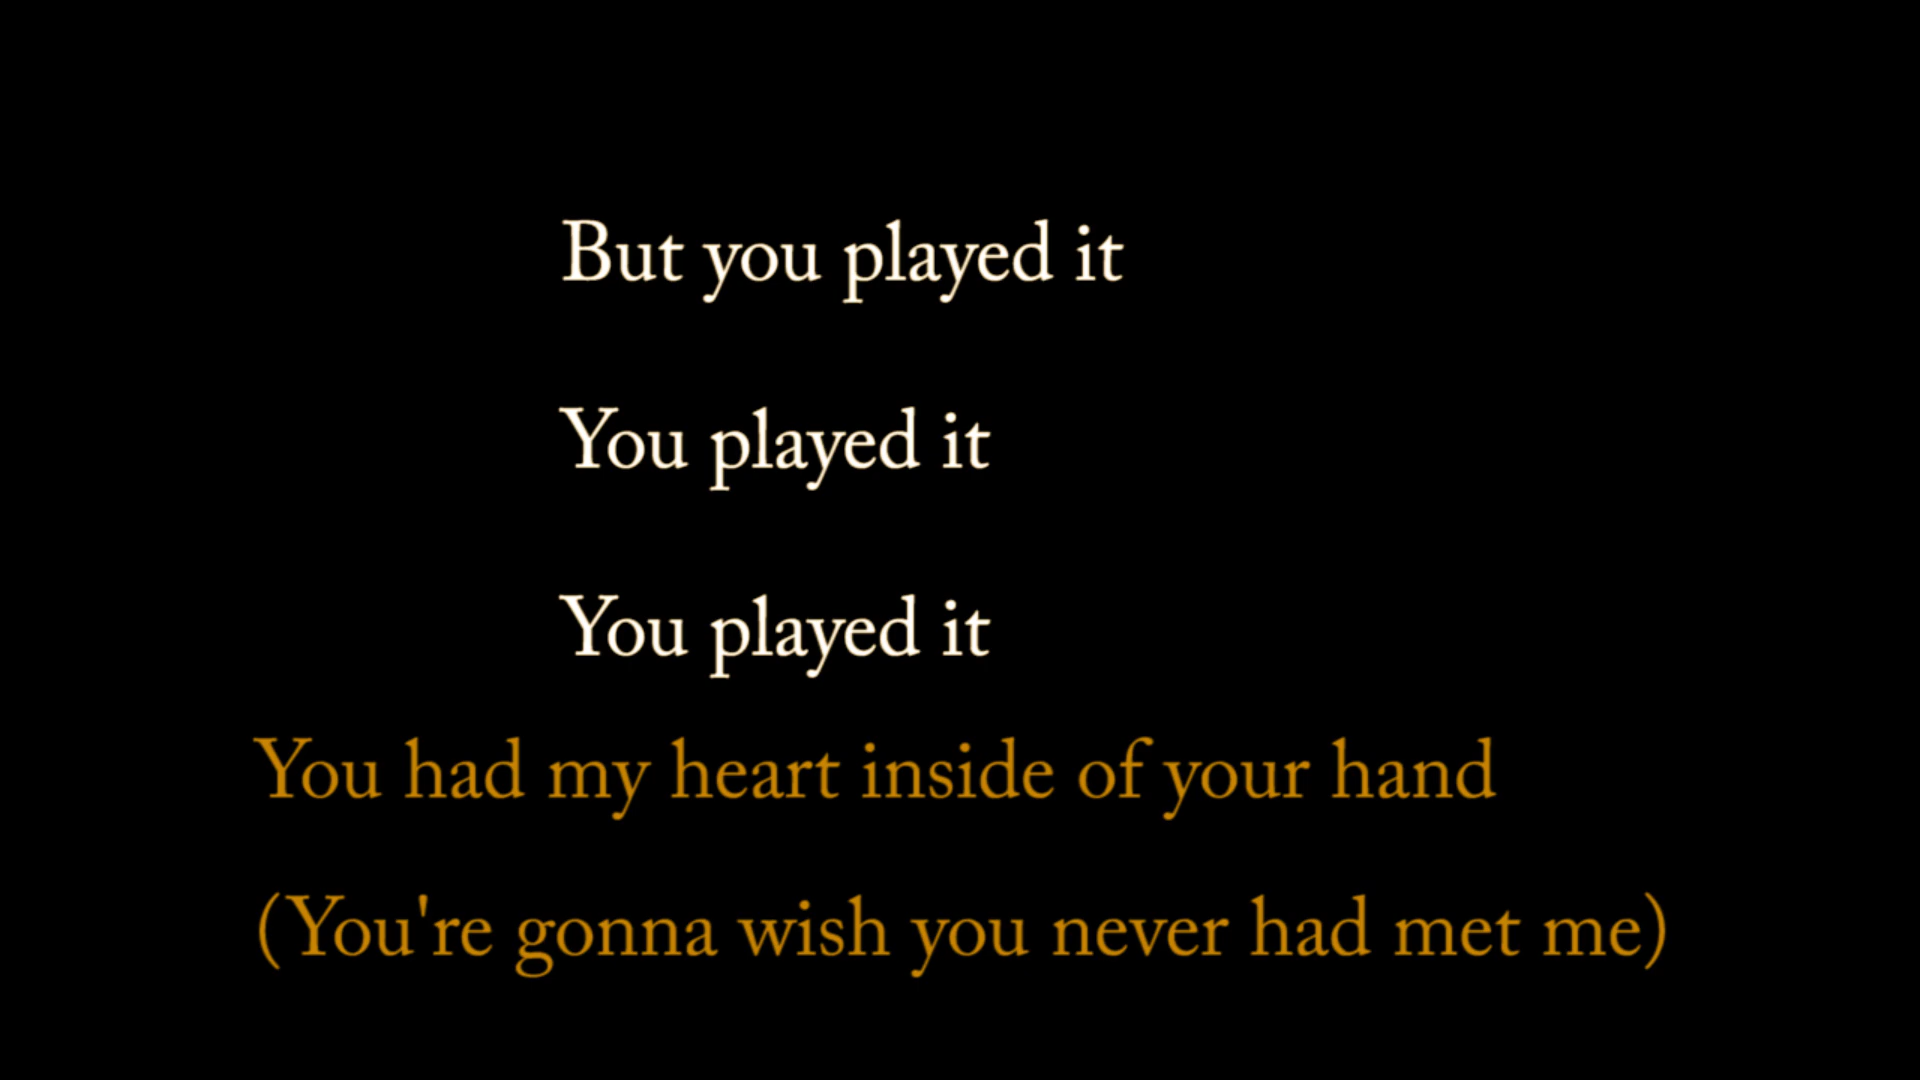 But you played it
You played it
You played it
You had my heart inside of your hand
(You're gonna wish you never had met me)